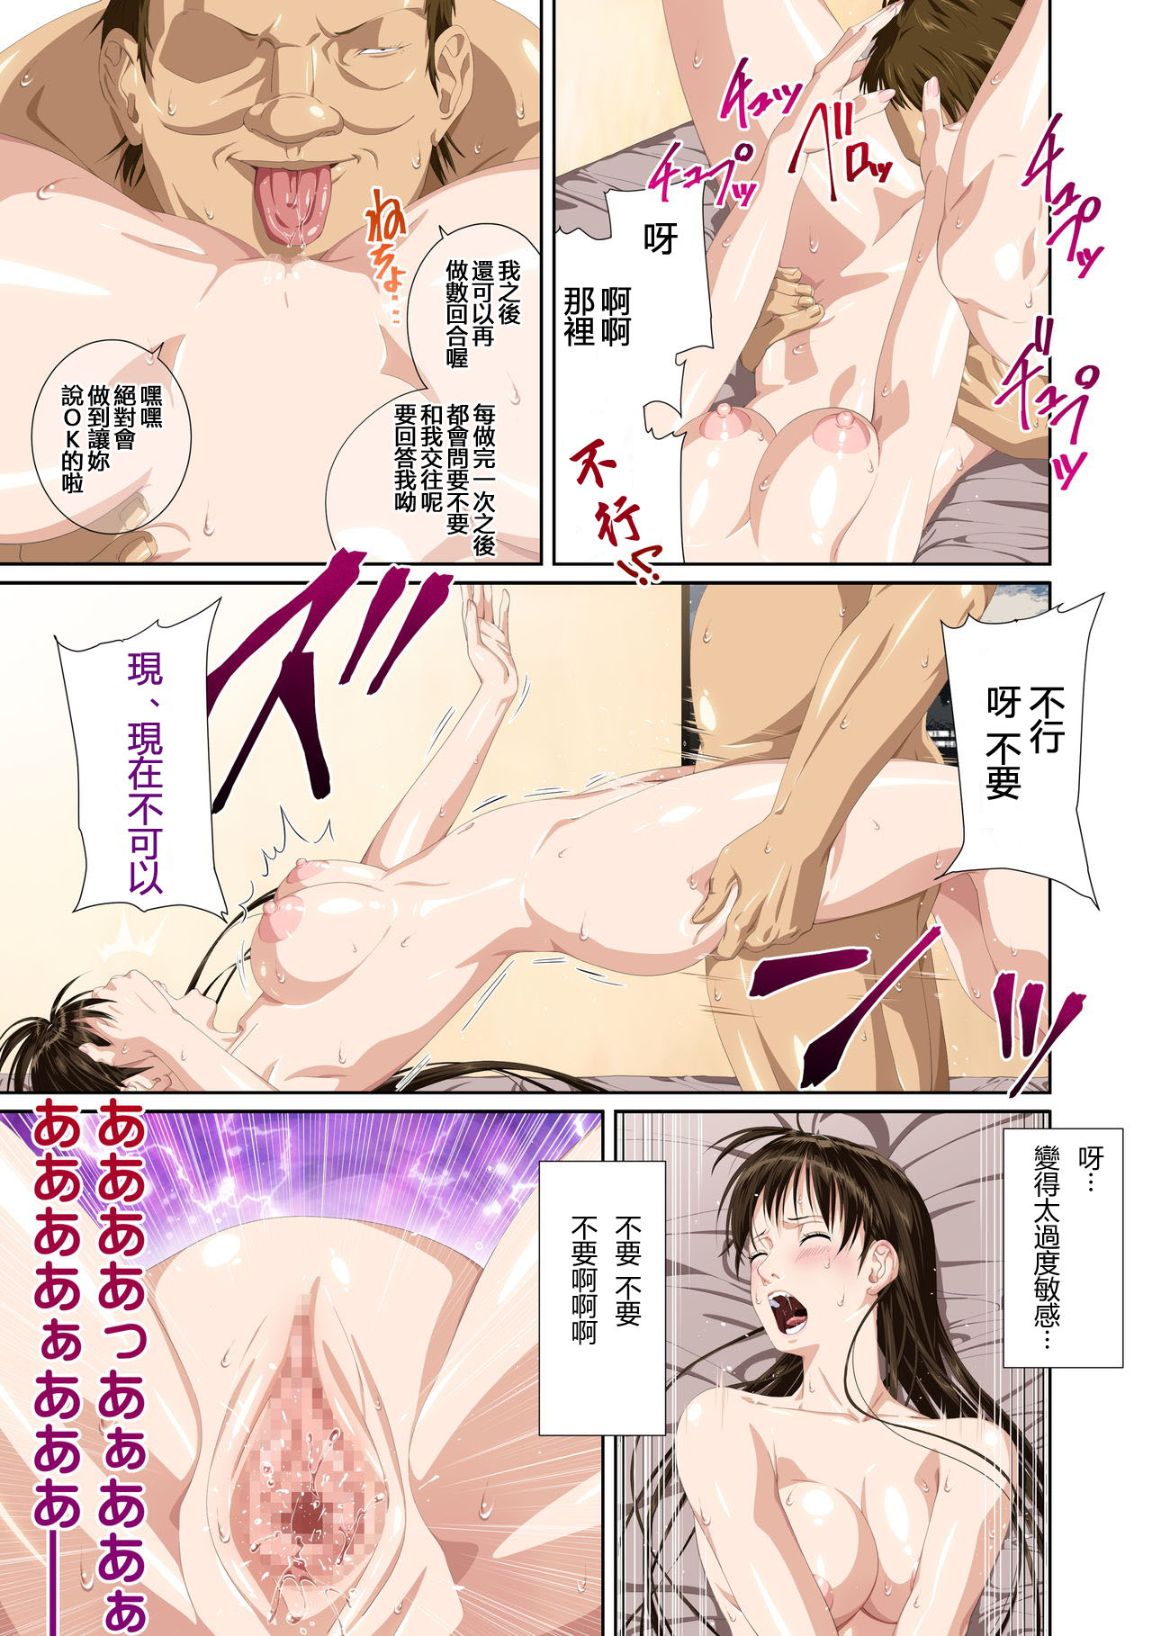 チュッ
チュプッ
ベロッ
チュプッ
ヂュプッ
呀
啊啊
那裡
不行!?
ねちょ……
我之後
還可以再
做數回合喔
每做完一次之後
都會問要不要
和我交往呢
要回答我呦
嘿嘿
絕對會
做到讓妳
說OK的啦
不行
呀 不要
ズンッ
現、現在不可以
呀…
變得太過度敏感…
不要 不要
不要啊啊啊
ああああっあぁあああぁ
ああああぁあああ――